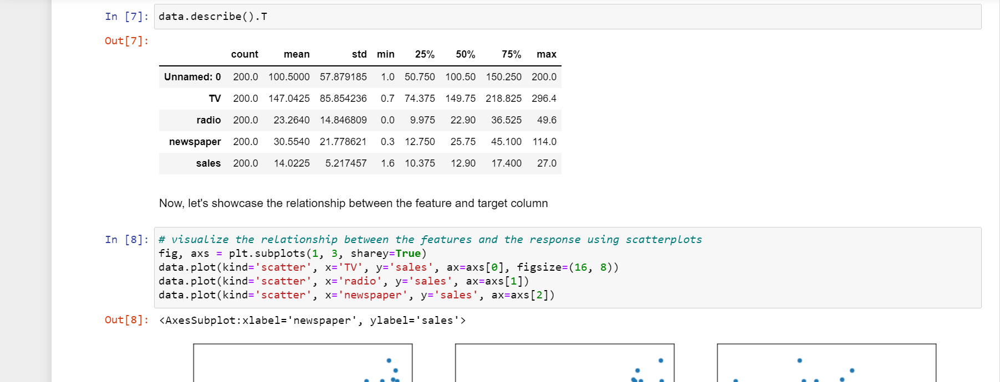 In [7]: data.describe().T
Out[7]:
count mean std min 25% 50% 75% max
Unnamed: 0 200.0 100.5000 57.879185 1.0 50.750 100.50 150.250 200.0
TV 200.0 147.0425 85.854236 0.7 74.375 149.75 218.825 296.4
radio 200.0 23.2640 14.846809 0.0 9.975 22.90 36.525 49.6
newspaper 200.0 30.5540 21.778621 0.3 12.750 25.75 45.100 114.0
sales 200.0 14.0225 5.217457 1.6 10.375 12.90 17.400 27.0
Now, let's showcase the relationship between the feature and target column
In [8]: # visualize the relationship between the features and the response using scatterplots
fig, axs = plt.subplots(1, 3, sharey=True)
data.plot(kind='scatter', x='TV', y='sales', ax=axs[0], figsize=(16, 8))
data.plot(kind='scatter', x='radio', y='sales', ax=axs[1])
data.plot(kind='scatter', x='newspaper', y='sales', ax=axs[2])
Out[8]: <AxesSubplot:xlabel='newspaper', ylabel='sales'>